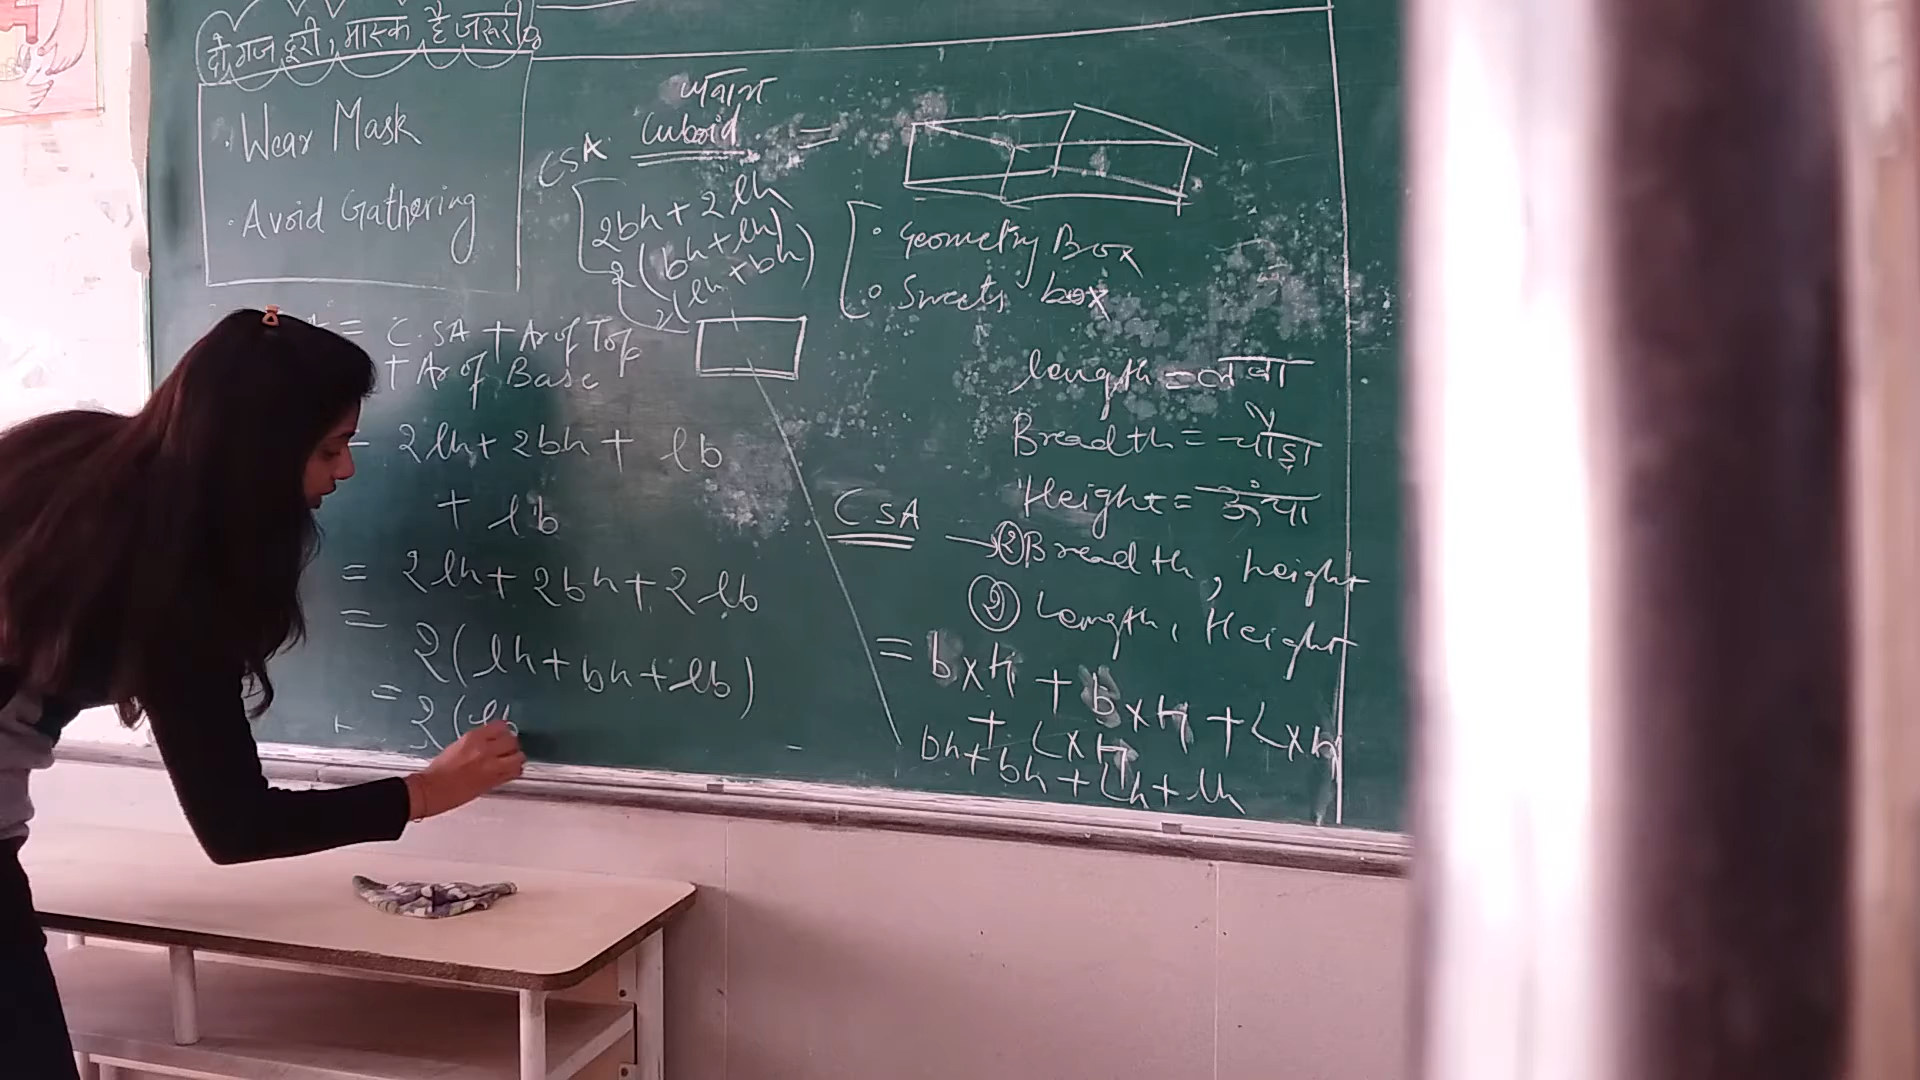 दो गज दूरी, मास्क है जरूरी
· Wear Mask
· Avoid Gathering
घनाभ
CSA Cuboid =
2bh + 2lh
2(bh + lh)
2(lh + bh)
· Geometry Box
· Sweets box
= C.SA + Ar of Top
+ Ar of Base
2lh + 2bh + lb
+ lb
= 2lh + 2bh + 2lb
=
2(lh + bh + lb)
= 2(lb
length =
Breadth =
Height =
CSA → ② Breadth, height
② Length, Height
= b×H + b×H + L×H
+ L×H
bh + bh + Lh + lh